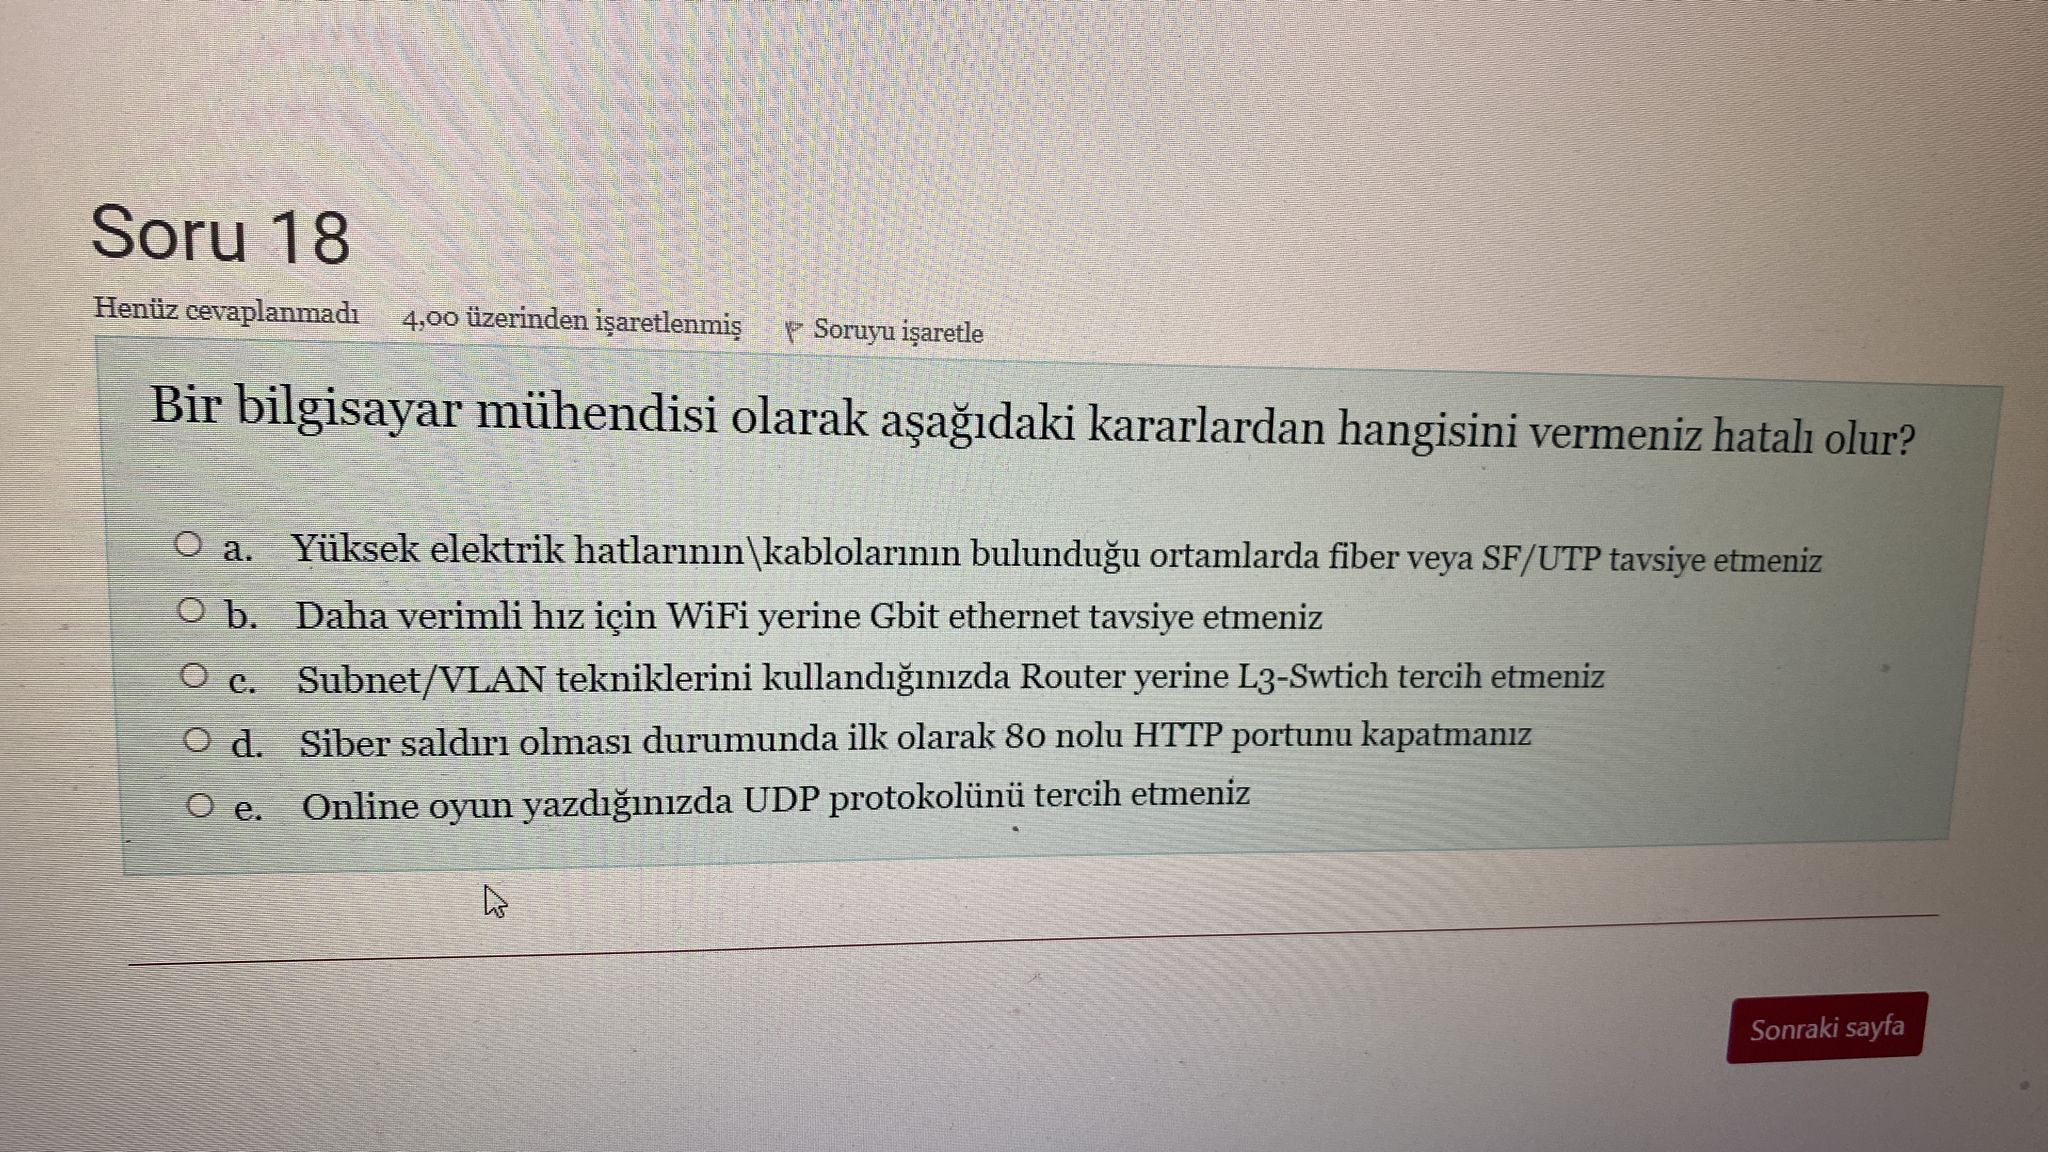 Soru 18
Henüz cevaplanmadı 4,00 üzerinden işaretlenmiş Soruyu işaretle
Bir bilgisayar mühendisi olarak aşağıdaki kararlardan hangisini vermeniz hatalı olur?
a. Yüksek elektrik hatlarının\kablolarının bulunduğu ortamlarda fiber veya SF/UTP tavsiye etmeniz
b. Daha verimli hız için WiFi yerine Gbit ethernet tavsiye etmeniz
c. Subnet/VLAN tekniklerini kullandığınızda Router yerine L3-Swtich tercih etmeniz
d. Siber saldırı olması durumunda ilk olarak 80 nolu HTTP portunu kapatmanız
e. Online oyun yazdığınızda UDP protokolünü tercih etmeniz
Sonraki sayfa